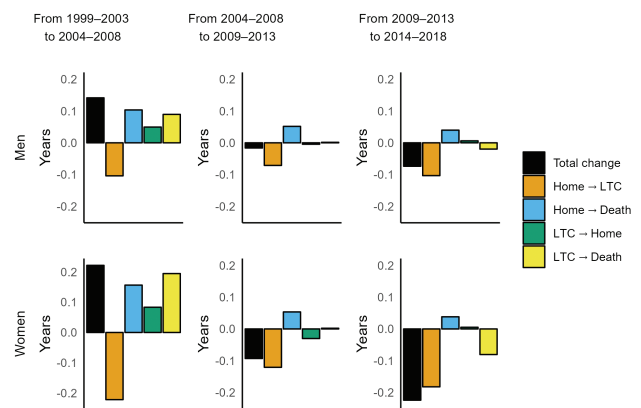 From 1999–2003
to 2004–2008
From 2004–2008
to 2009–2013
From 2009–2013
to 2014–2018
Men
Years
0.2
0.1
0.0
-0.1
-0.2
Years
0.2
0.1
0.0
-0.1
-0.2
Years
0.2
0.1
0.0
-0.1
-0.2
Women
Years
0.2
0.1
0.0
-0.1
-0.2
Years
0.2
0.1
0.0
-0.1
-0.2
Years
0.2
0.1
0.0
-0.1
-0.2
Total change
Home → LTC
Home → Death
LTC → Home
LTC → Death